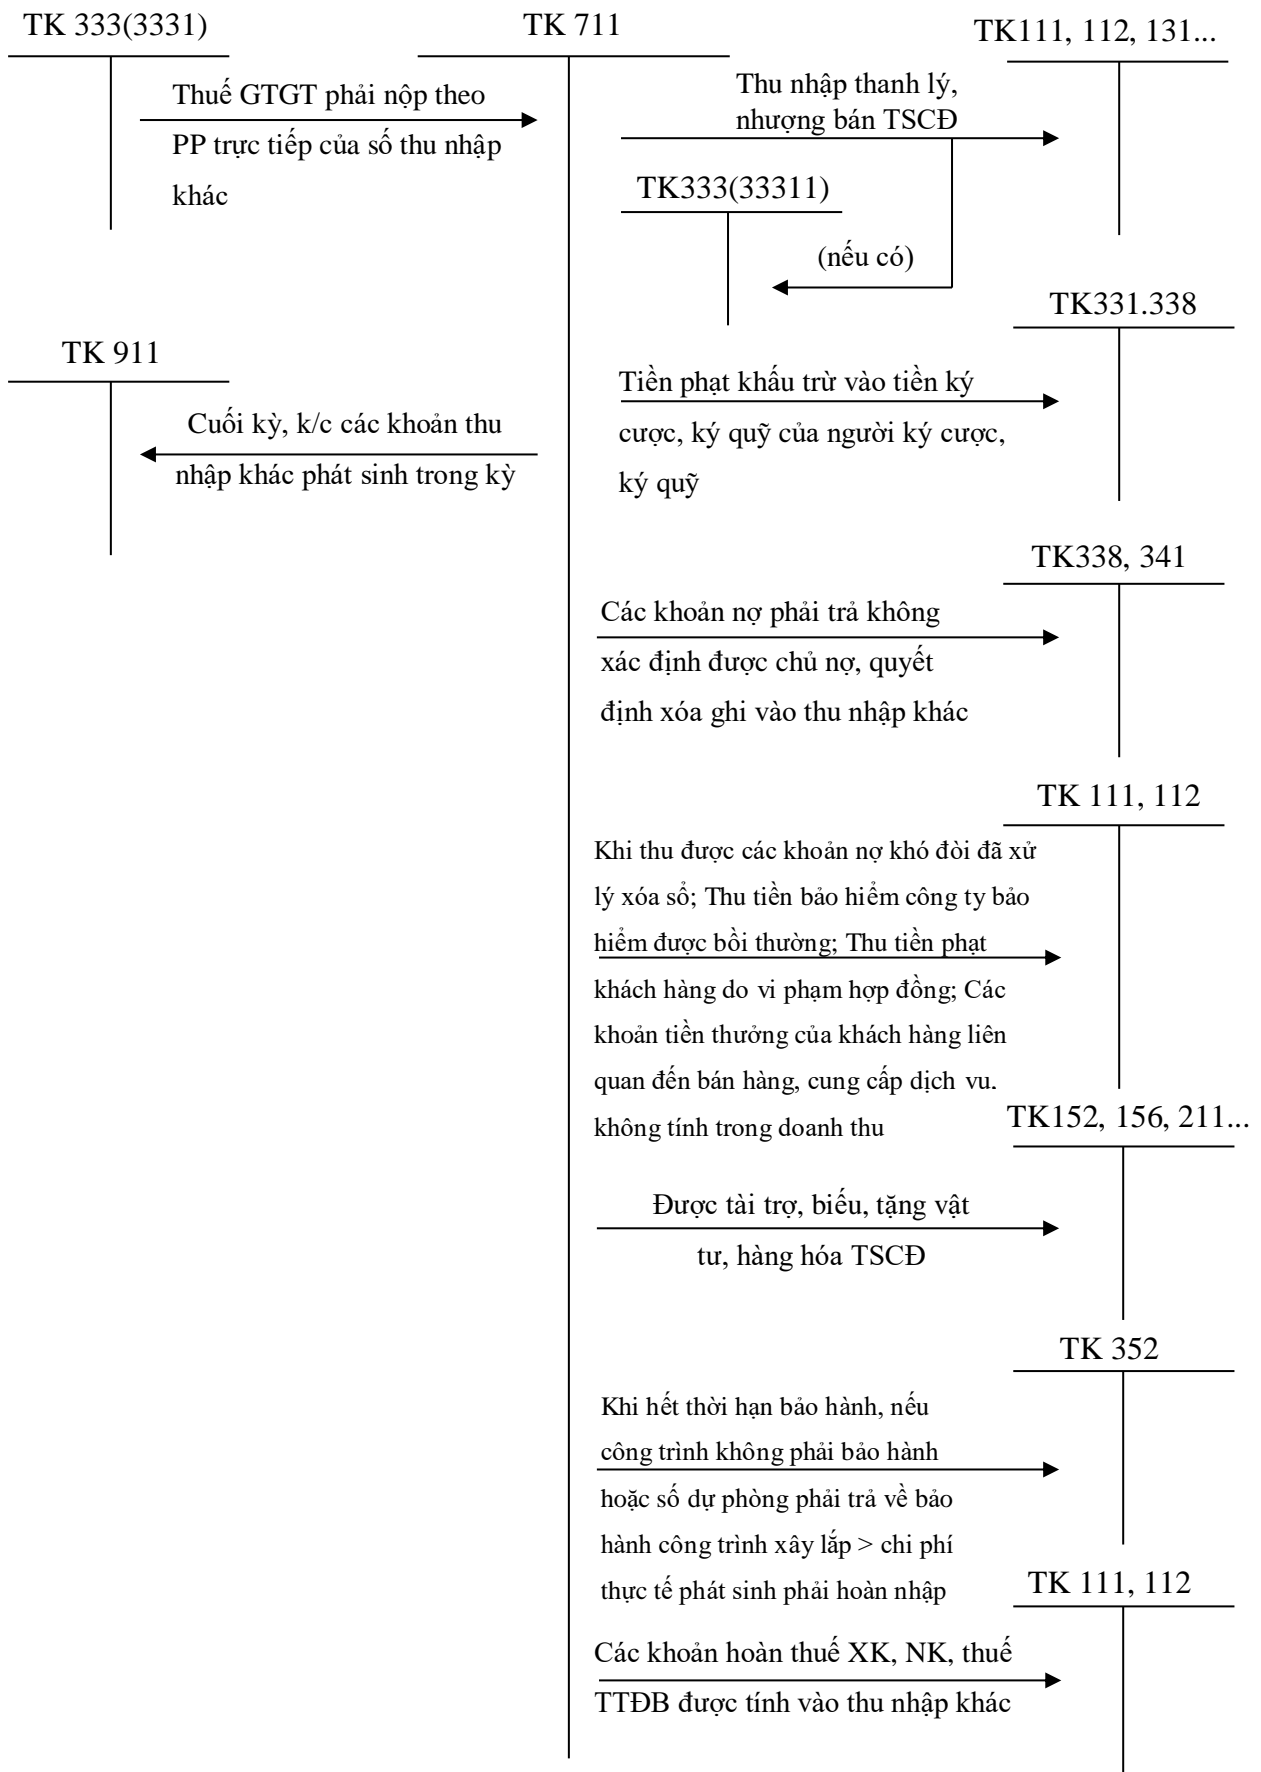 TK 333(3331)
TK 711
TK111, 112, 131...
Thuế GTGT phải nộp theo
PP trực tiếp của số thu nhập
khác
Thu nhập thanh lý,
nhượng bán TSCĐ
TK333(33311)
(nếu có)
TK331.338
TK 911
Cuối kỳ, k/c các khoản thu
nhập khác phát sinh trong kỳ
Tiền phạt khấu trừ vào tiền ký
cược, ký quỹ của người ký cược,
ký quỹ
TK338, 341
Các khoản nợ phải trả không
xác định được chủ nợ, quyết
định xóa ghi vào thu nhập khác
TK 111, 112
Khi thu được các khoản nợ khó đòi đã xử
lý xóa sổ; Thu tiền bảo hiểm công ty bảo
hiểm được bồi thường; Thu tiền phạt
khách hàng do vi phạm hợp đồng; Các
khoản tiền thưởng của khách hàng liên
quan đến bán hàng, cung cấp dịch vu.
không tính trong doanh thu
TK152, 156, 211...
Được tài trợ, biếu, tặng vật
tư, hàng hóa TSCĐ
TK 352
Khi hết thời hạn bảo hành, nếu
công trình không phải bảo hành
hoặc số dự phòng phải trả về bảo
hành công trình xây lắp > chi phí
thực tế phát sinh phải hoàn nhập
TK 111, 112
Các khoản hoàn thuế XK, NK, thuế
TTĐB được tính vào thu nhập khác